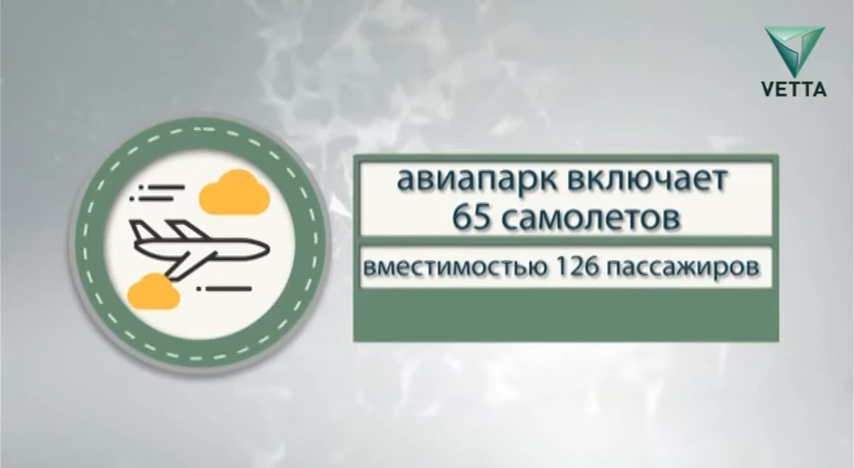 VETTA
авиапарк включает
65 самолетов
вместимостью 126 пассажиров